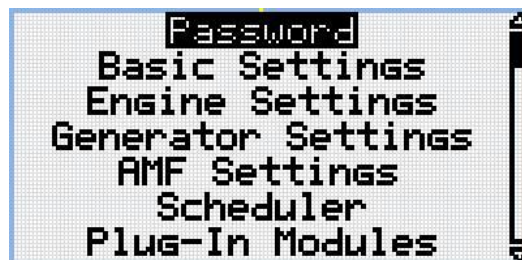 Password
Basic Settings
Engine Settings
Generator Settings
AMF Settings
Scheduler
Plug-In Modules